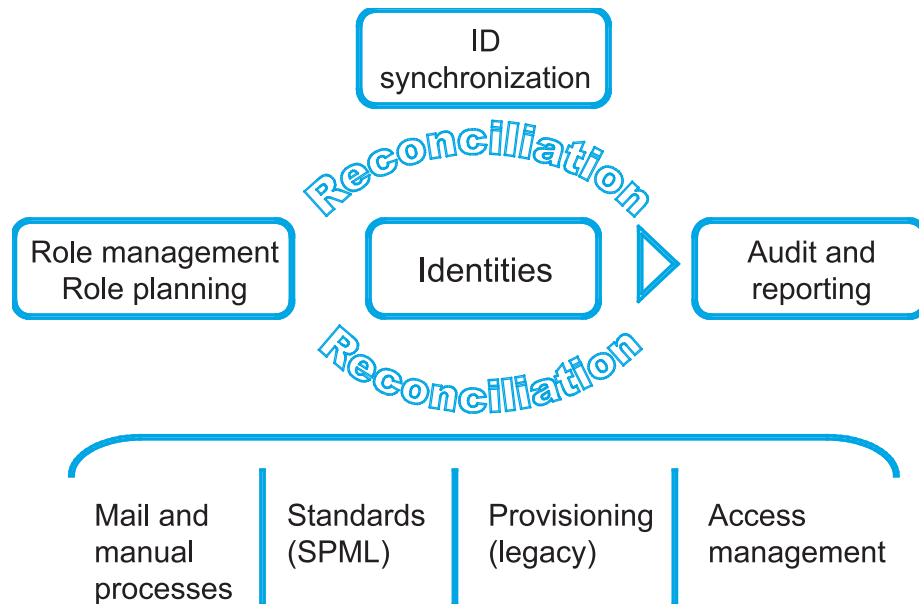 ID
synchronization
Reconciliation
Role management
Role planning
Identities
Audit and
reporting
Reconciliation
Mail and
manual
processes
Standards
(SPML)
Provisioning
(legacy)
Access
management